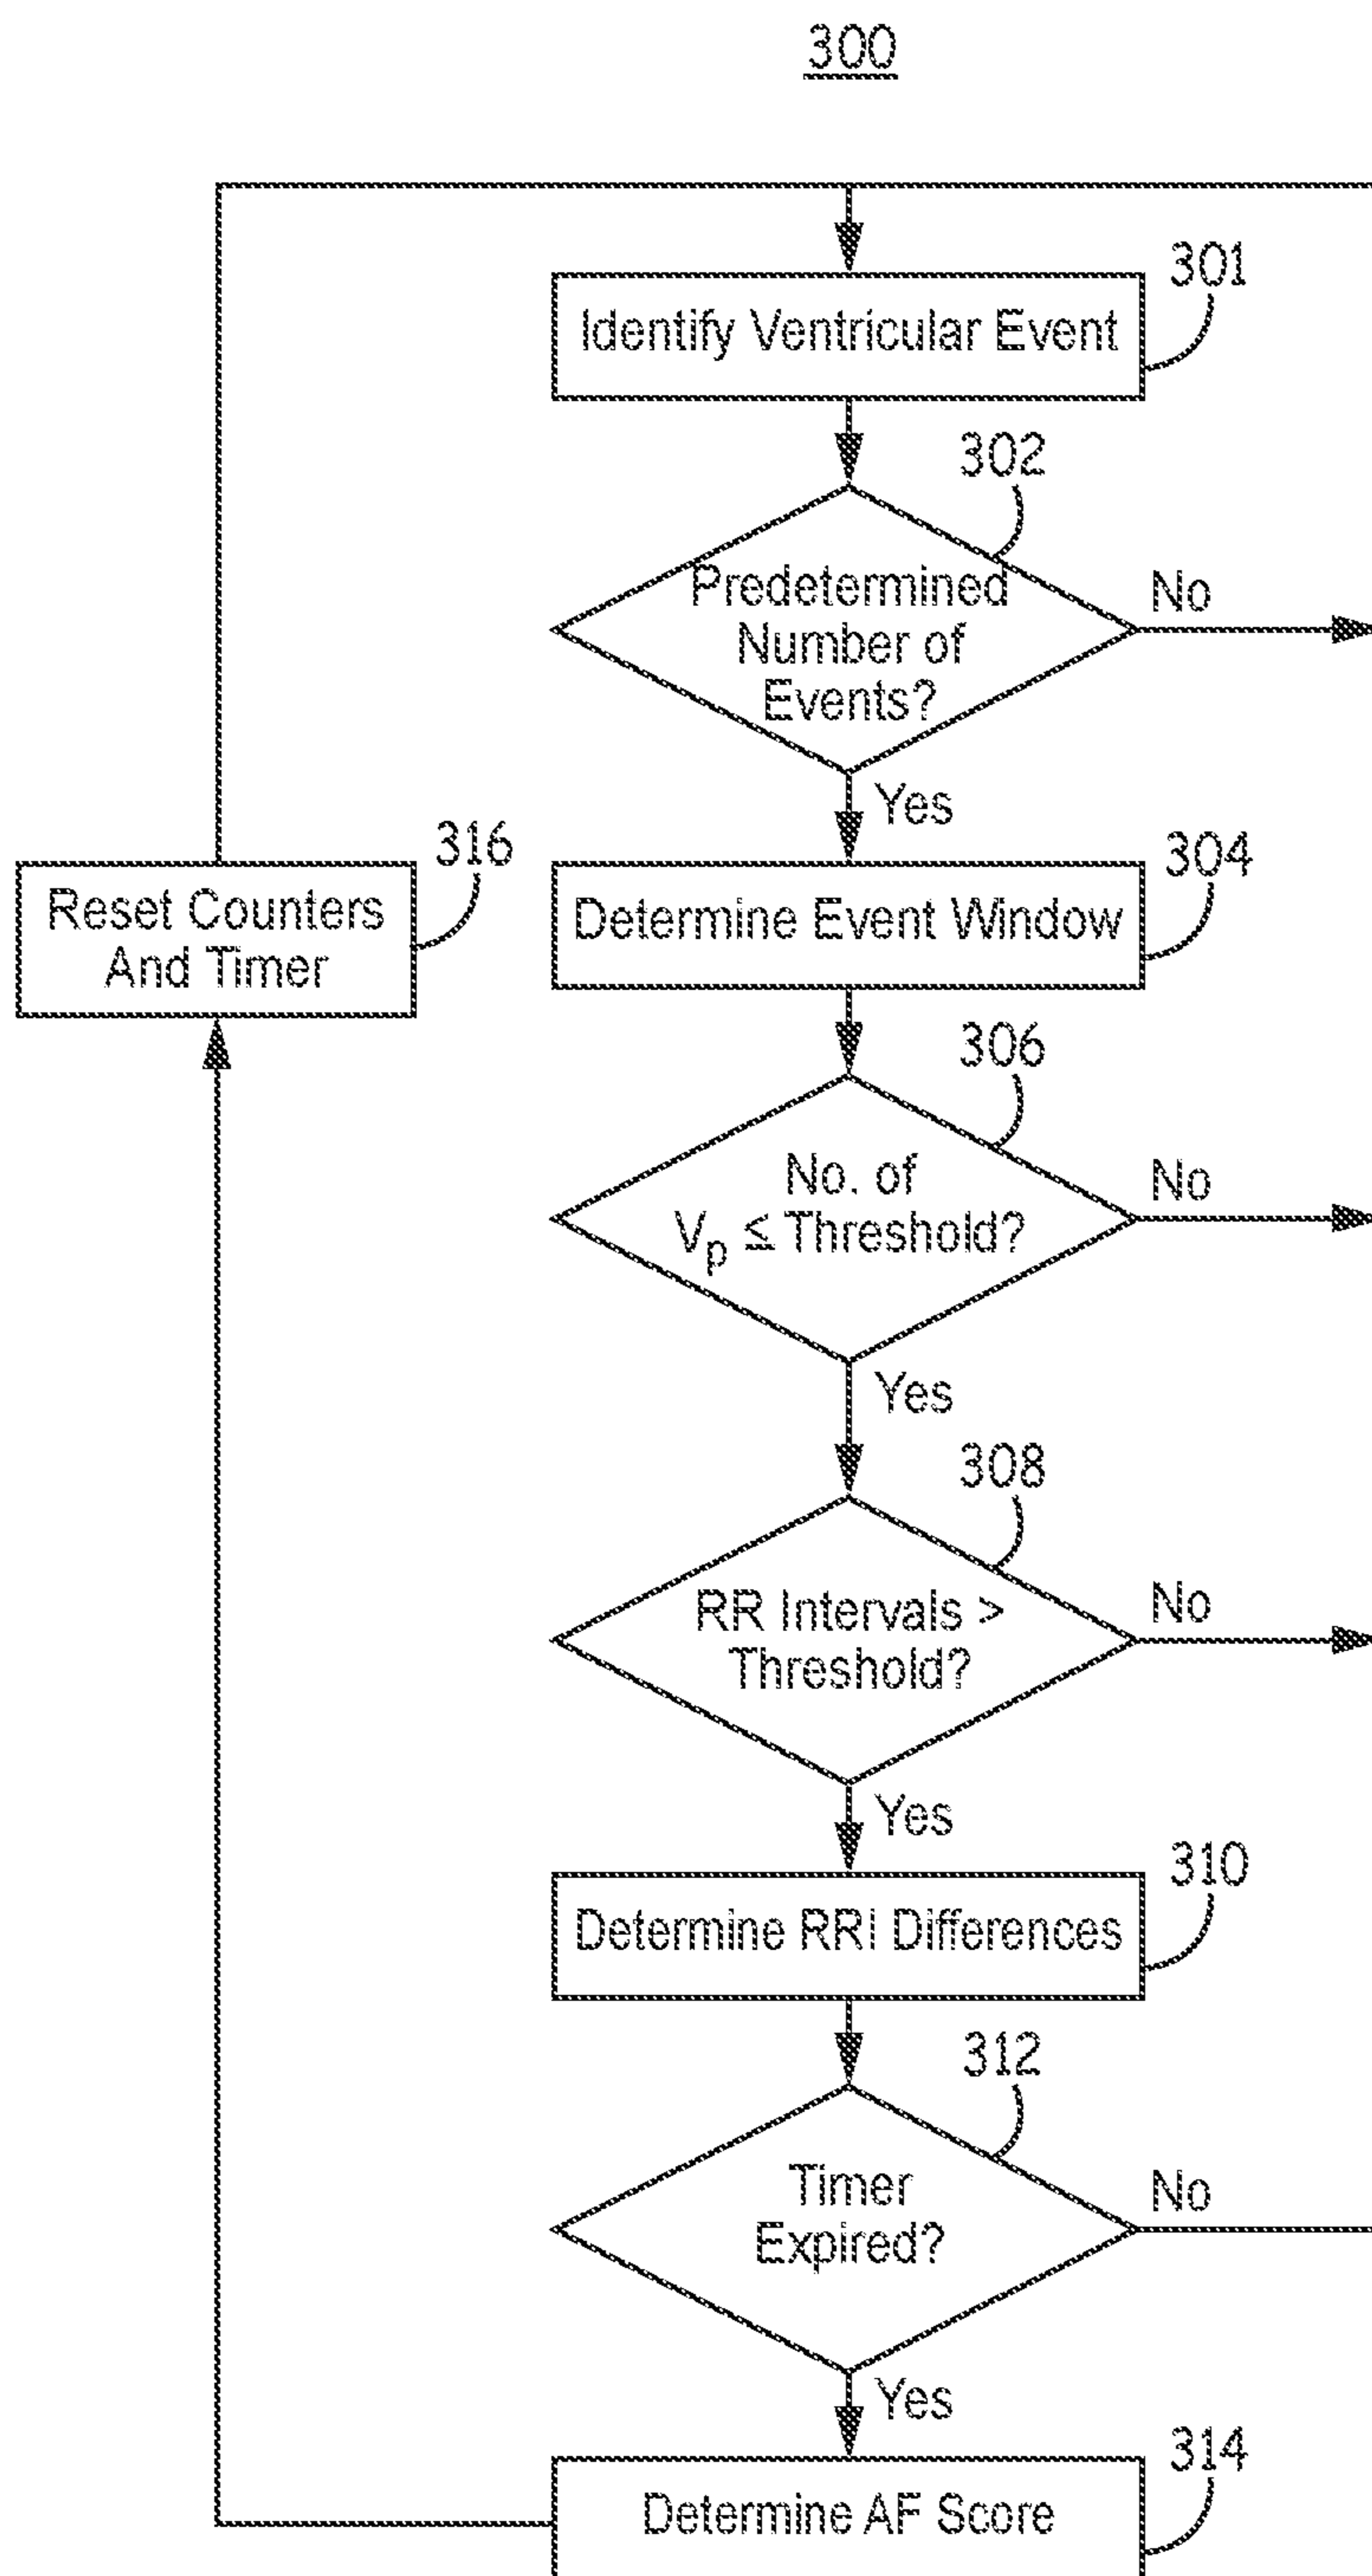 300
301
Identify Ventricular Event
302
Predetermined
Number of
Events?
No
Yes
316
Reset Counters
And Timer
304
Determine Event Window
306
No. of
Vp ≤ Threshold?
No
Yes
308
RR Intervals >
Threshold?
No
Yes
310
Determine RRI Differences
312
Timer
Expired?
No
Yes
314
Determine AF Score